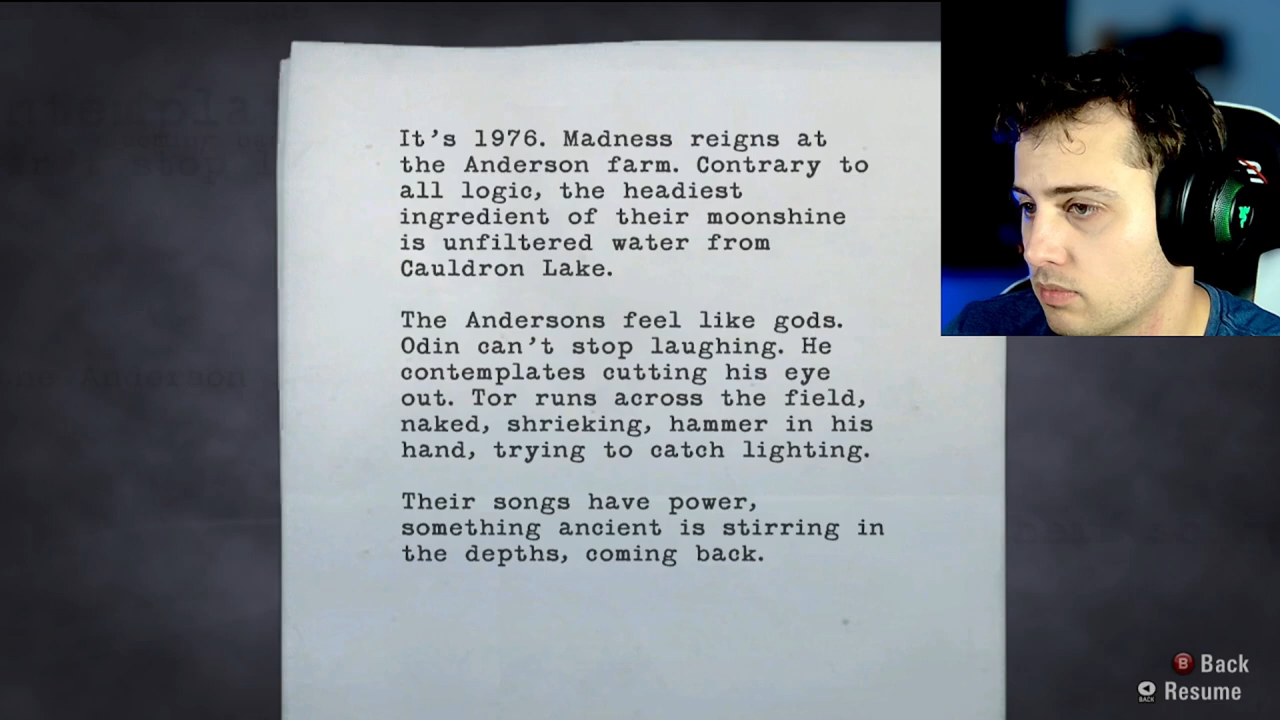 It's 1976. Madness reigns at
the Anderson farm. Contrary to
all logic, the headiest
ingredient of their moonshine
is unfiltered water from
Cauldron Lake.
The Andersons feel like gods.
Odin can't stop laughing. He
contemplates cutting his eye
out. Tor runs across the field,
naked, shrieking, hammer in his
hand, trying to catch lighting.
Their songs have power,
something ancient is stirring in
the depths, coming back.
B Back
BACK Resume